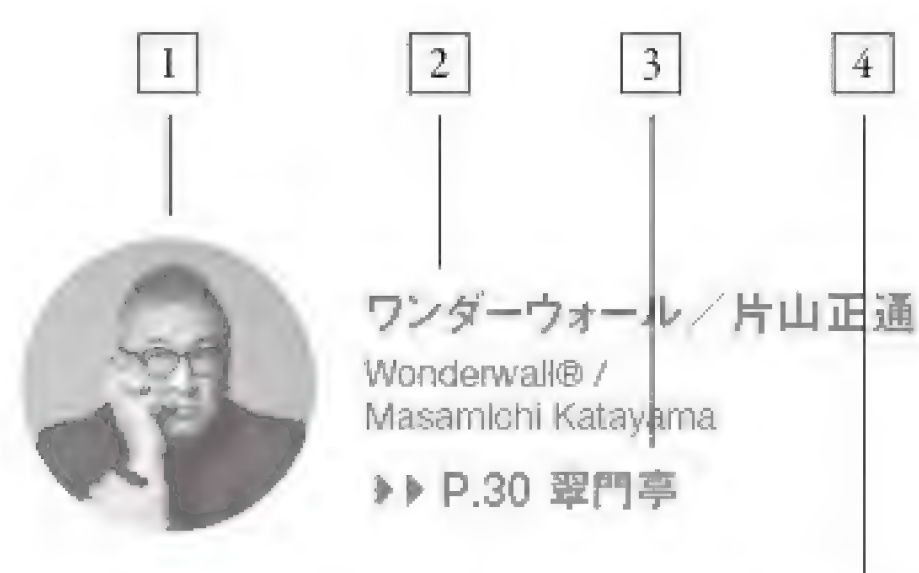 1 2 3 4
ワンダーウォール／片山正通
Wonderwall® /
Masamichi Katayama
▶▶ P.30 翠門亭